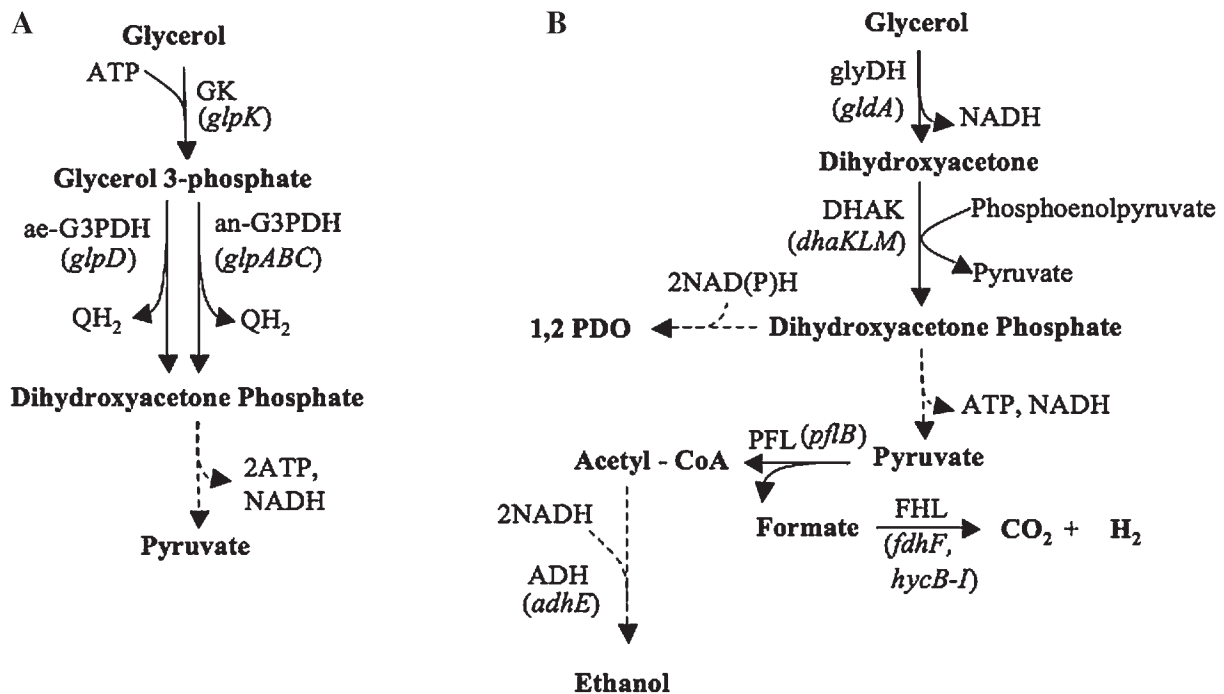 A
Glycerol
ATP
GK
(glpK)
Glycerol 3-phosphate
ae-G3PDH
(glpD)
an-G3PDH
(glpABC)
QH2
QH2
Dihydroxyacetone Phosphate
2ATP,
NADH
Pyruvate
B
Glycerol
glyDH
(gldA)
NADH
Dihydroxyacetone
DHAK
(dhaKLM)
Phosphoenolpyruvate
Pyruvate
2NAD(P)H
1,2 PDO
Dihydroxyacetone Phosphate
ATP, NADH
PFL (pflB)
Acetyl - CoA
Pyruvate
2NADH
Formate
FHL
(fdhF,
hycB-I)
CO2 + H2
ADH
(adhE)
Ethanol